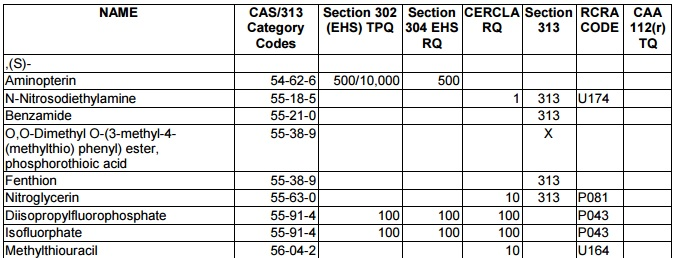 NAME CAS/313 Category Codes Section 302 (EHS) TPQ Section 304 EHS RQ CERCLA RQ Section 313 RCRA CODE CAA 112(r) TQ
,(S)-
Aminopterin 54-62-6 500/10,000 500
N-Nitrosodiethylamine 55-18-5 1 313 U174
Benzamide 55-21-0 313
O,O-Dimethyl O-(3-methyl-4- 55-38-9 X
(methylthio) phenyl) ester,
phosphorothioic acid
Fenthion 55-38-9 313
Nitroglycerin 55-63-0 10 313 P081
Diisopropylfluorophosphate 55-91-4 100 100 100 P043
Isofluorphate 55-91-4 100 100 100 P043
Methylthiouracil 56-04-2 10 U164